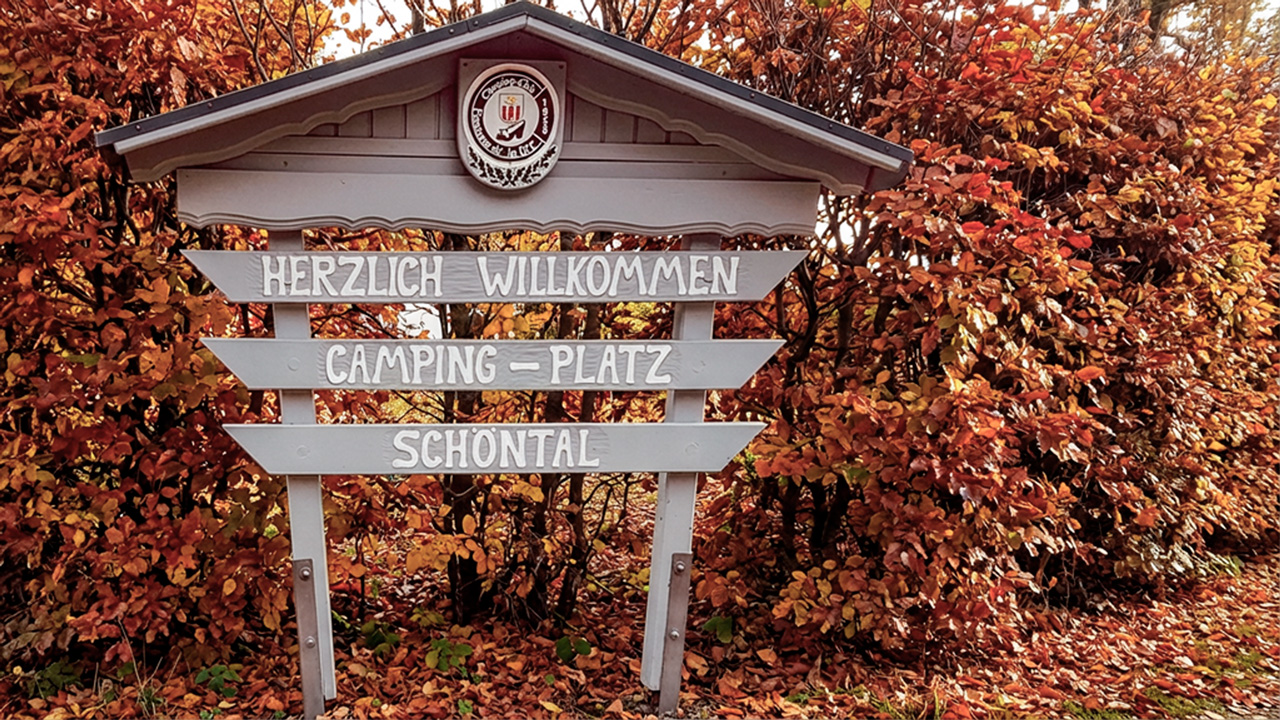 HERZLICH WILLKOMMEN
CAMPING – PLATZ
SCHÖNTAL